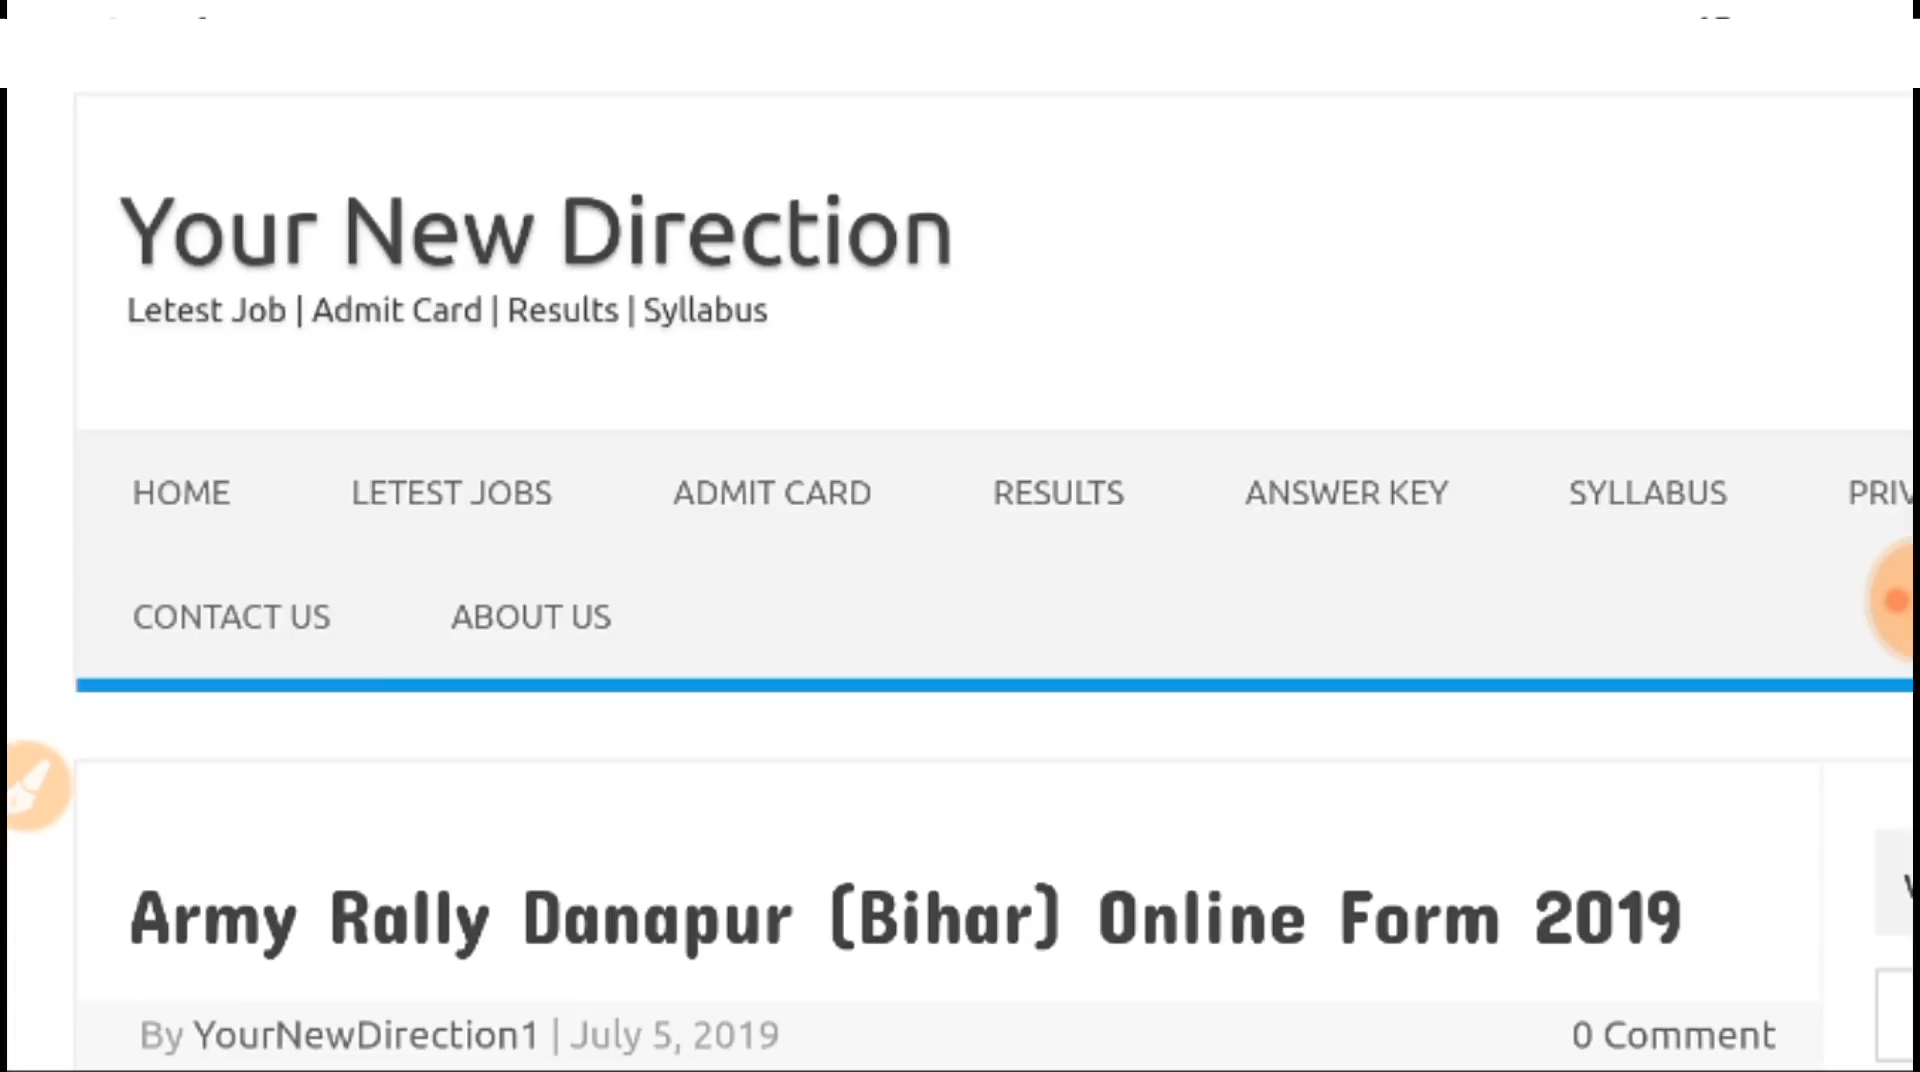 Your New Direction
Letest Job | Admit Card | Results | Syllabus
HOME LETEST JOBS ADMIT CARD RESULTS ANSWER KEY SYLLABUS
CONTACT US ABOUT US
Army Rally Danapur (Bihar) Online Form 2019
By YourNewDirection1 | July 5, 2019 0 Comment